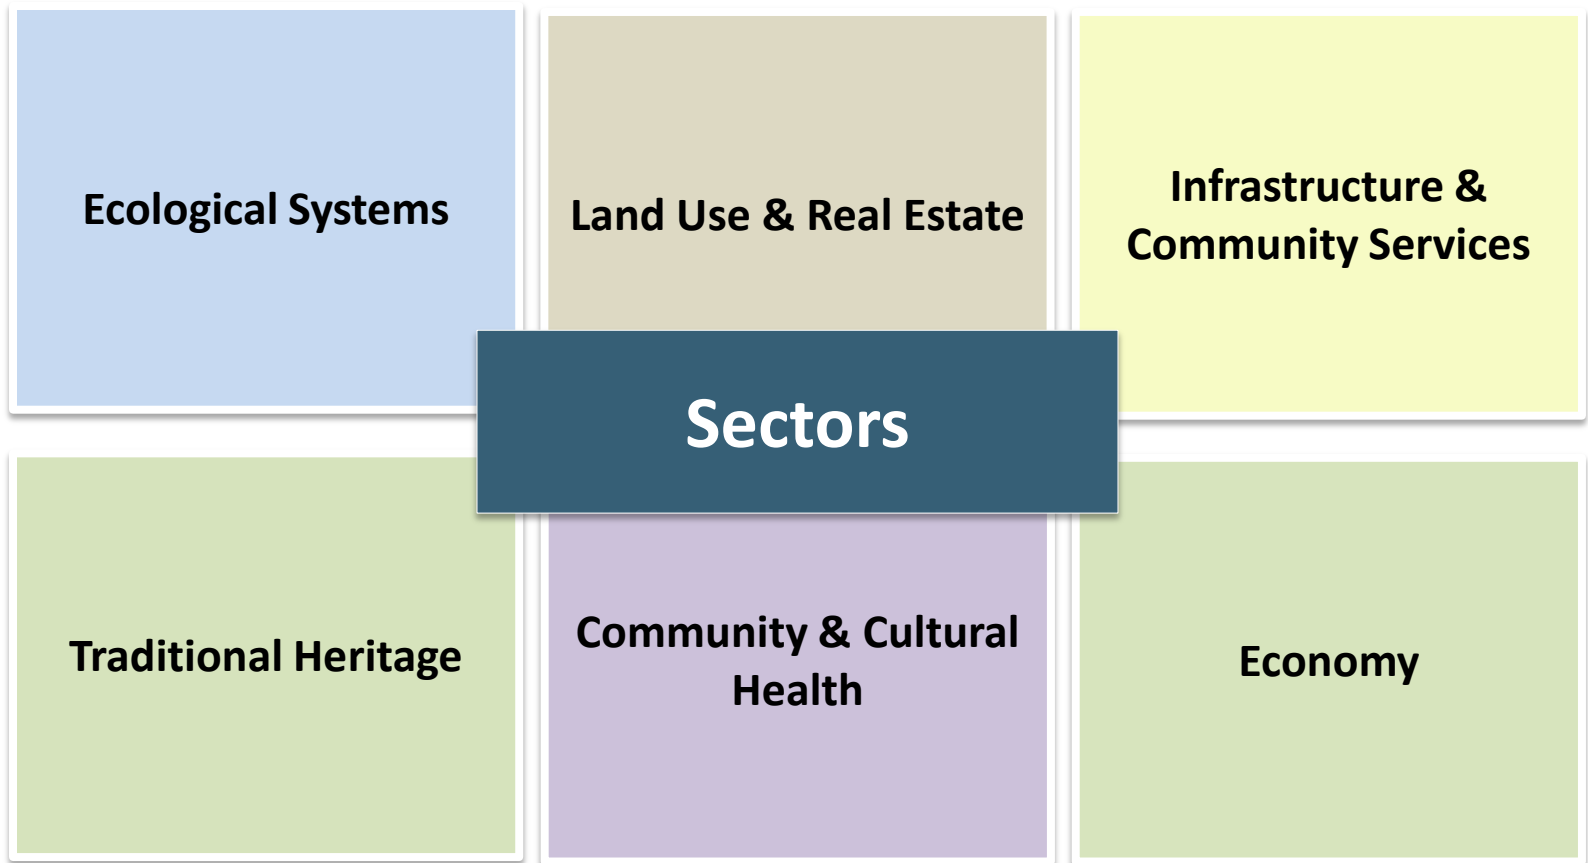 Ecological Systems
Land Use & Real Estate
Infrastructure &
Community Services
Sectors
Traditional Heritage
Community & Cultural
Health
Economy